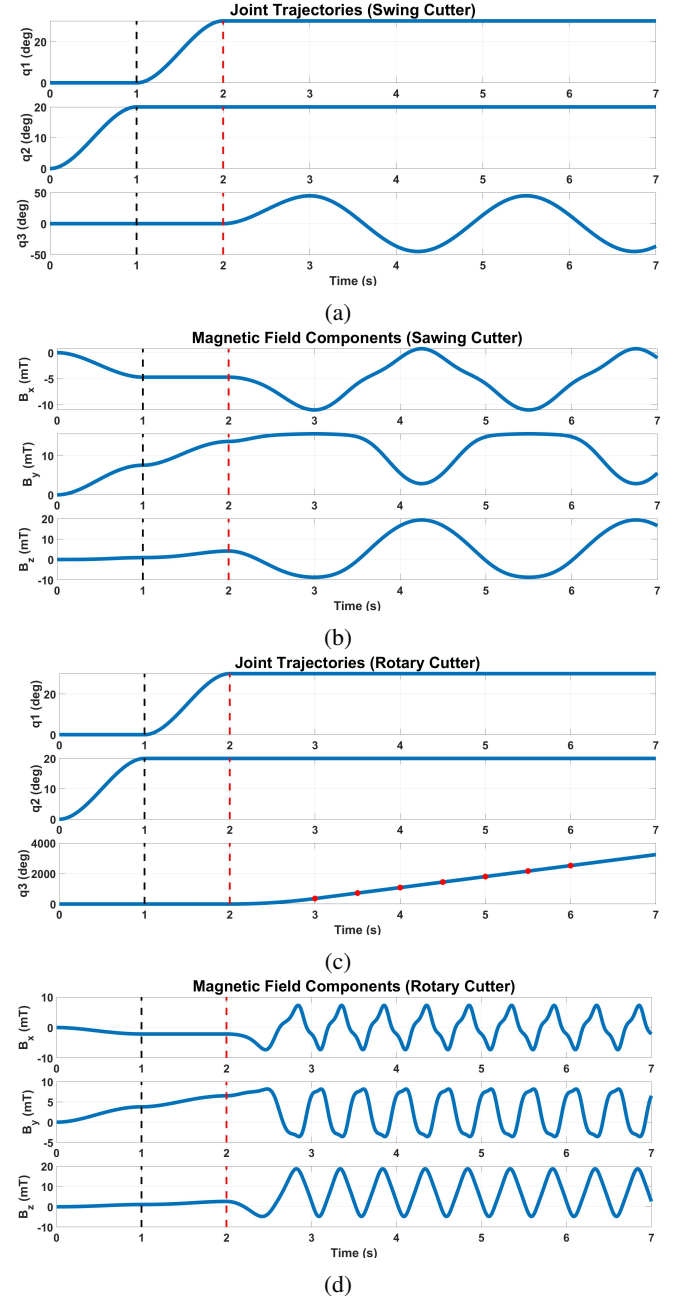 Joint Trajectories (Swing Cutter)
q1 (deg)
20
0
0 1 2 3 4 5 6 7
q2 (deg)
20
10
0
0 1 2 3 4 5 6 7
q3 (deg)
50
0
-50
0 1 2 3 4 5 6 7
Time (s)
(a)
Magnetic Field Components (Sawing Cutter)
Bx (mT)
0
-5
-10
0 1 2 3 4 5 6 7
By (mT)
10
0
0 1 2 3 4 5 6 7
Bz (mT)
20
10
0
-10
0 1 2 3 4 5 6 7
Time (s)
(b)
Joint Trajectories (Rotary Cutter)
q1 (deg)
20
0
0 1 2 3 4 5 6 7
q2 (deg)
20
10
0
0 1 2 3 4 5 6 7
q3 (deg)
4000
2000
0
0 1 2 3 4 5 6 7
Time (s)
(c)
Magnetic Field Components (Rotary Cutter)
Bx (mT)
10
0
-10
0 1 2 3 4 5 6 7
By (mT)
10
5
0
-5
0 1 2 3 4 5 6 7
Bz (mT)
20
10
0
-10
0 1 2 3 4 5 6 7
Time (s)
(d)